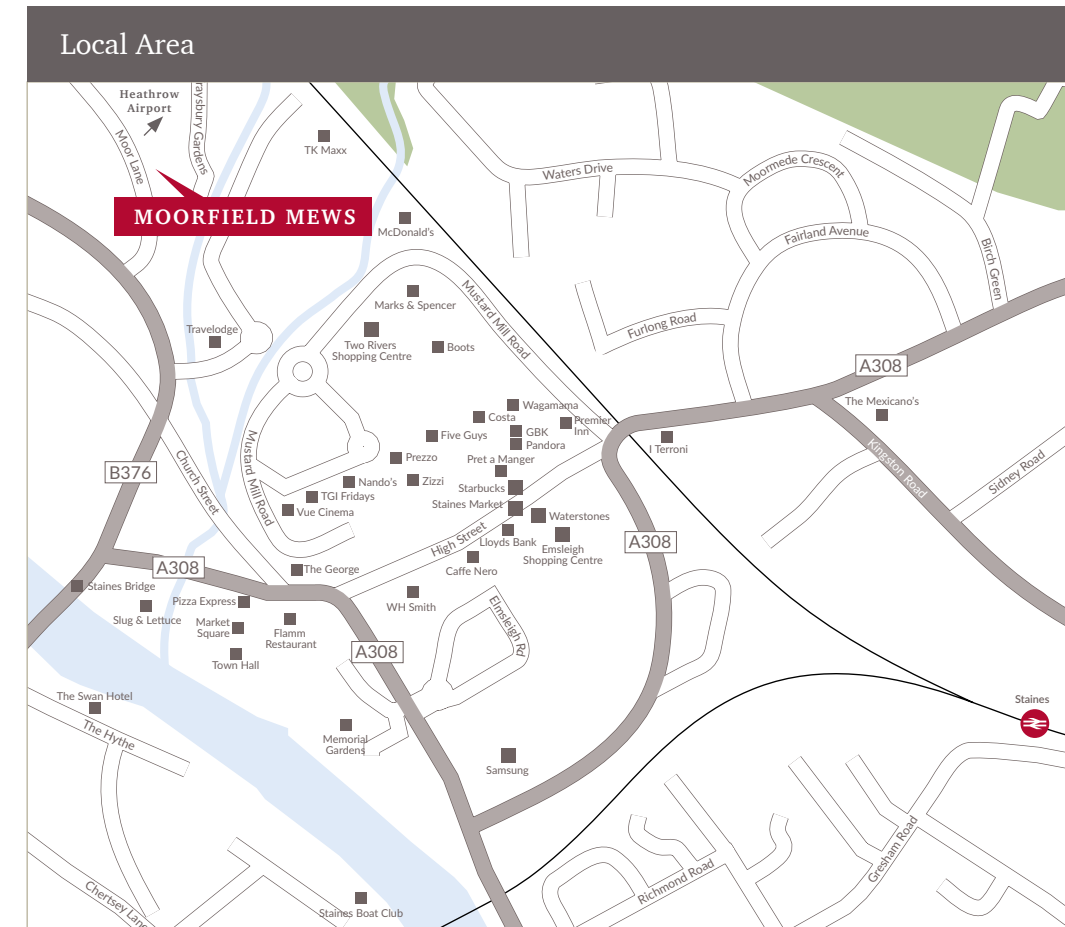 Local Area
Heathrow
Airport
Moor Lane
raysbury Gardens
TK Maxx
MOORFIELD MEWS
McDonald's
Waters Drive
Moormede Crescent
Fairland Avenue
Birch Green
Marks & Spencer
Mustard Mill Road
Travelodge
Two Rivers
Shopping Centre
Boots
Furlong Road
A308
The Mexicano's
Wagamama
Costa
Premier
Inn
GBK
Five Guys
Pandora
I Terroni
Prezzo
Pret a Manger
B376
Church Street
Mustard Mill Road
Nando's
Zizzi
Starbucks
Kingston Road
Sidney Road
TGI Fridays
Staines Market
Vue Cinema
Waterstones
High Street
Lloyds Bank
A308
Emsleigh
Shopping Centre
A308
The George
Caffe Nero
Staines Bridge
Pizza Express
Slug & Lettuce
WH Smith
Market
Square
Flamm
Restaurant
Elmsleigh Rd
A308
Town Hall
The Swan Hotel
Staines
The Hythe
Memorial
Gardens
Samsung
Gresham Road
Richmond Road
Chertsey Lane
Staines Boat Club